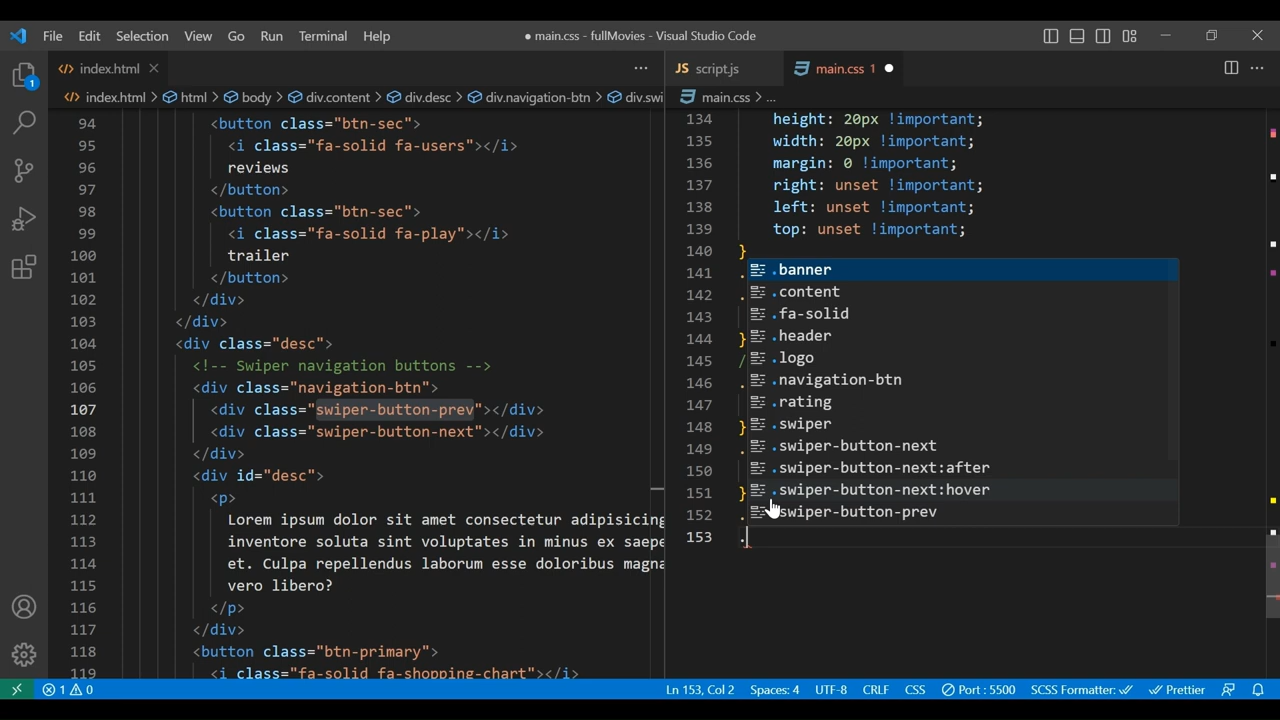 File Edit Selection View Go Run Terminal Help ● main.css - fullMovies - Visual Studio Code
1
index.html
JS script.js
main.css 1
index.html > html > body > div.content > div.desc > div.navigation-btn > div.swi
main.css > ...
94 <button class="btn-sec">
95 <i class="fa-solid fa-users"></i>
96 reviews
97 </button>
98 <button class="btn-sec">
99 <i class="fa-solid fa-play"></i>
100 trailer
101 </button>
102 </div>
103 </div>
104 <div class="desc">
105 <!-- Swiper navigation buttons -->
106 <div class="navigation-btn">
107 <div class="swiper-button-prev"></div>
108 <div class="swiper-button-next"></div>
109 </div>
110 <div id="desc">
111 <p>
112 Lorem ipsum dolor sit amet consectetur adipisicing
113 inventore soluta sint voluptates in minus ex saepe
114 et. Culpa repellendus laborum esse doloribus magna
115 vero libero?
116 </p>
117 </div>
118 <button class="btn-primary">
119 <i class="fa-solid fa-shopping-chart"></i>
134 height: 20px !important;
135 width: 20px !important;
136 margin: 0 !important;
137 right: unset !important;
138 left: unset !important;
139 top: unset !important;
140 }
141 .
142 .
143
144 }
145 /
146 .
147
148 }
149 .
150
151 }
152 .
153 .
.banner
.content
.fa-solid
.header
.logo
.navigation-btn
.rating
.swiper
.swiper-button-next
.swiper-button-next:after
.swiper-button-next:hover
swiper-button-prev
1 0 Ln 153, Col 2 Spaces: 4 UTF-8 CRLF CSS Port : 5500 SCSS Formatter: Prettier